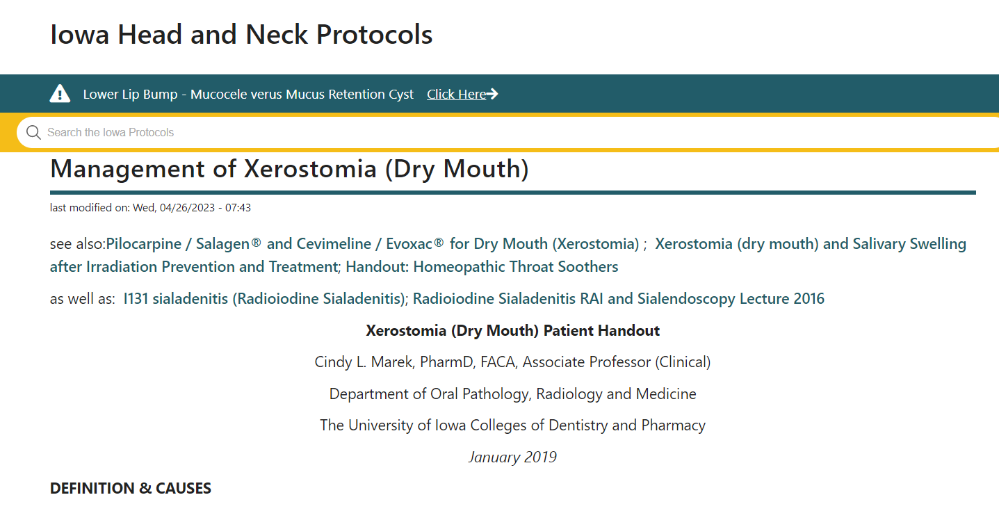 Iowa Head and Neck Protocols
Lower Lip Bump - Mucocele verus Mucus Retention Cyst Click Here
Search the Iowa Protocols
Management of Xerostomia (Dry Mouth)
last modified on: Wed, 04/26/2023 - 07:43
see also:Pilocarpine / Salagen® and Cevimeline / Evoxac® for Dry Mouth (Xerostomia) ; Xerostomia (dry mouth) and Salivary Swelling
after Irradiation Prevention and Treatment; Handout: Homeopathic Throat Soothers
as well as: I131 sialadenitis (Radioiodine Sialadenitis); Radioiodine Sialadenitis RAI and Sialendoscopy Lecture 2016
Xerostomia (Dry Mouth) Patient Handout
Cindy L. Marek, PharmD, FACA, Associate Professor (Clinical)
Department of Oral Pathology, Radiology and Medicine
The University of Iowa Colleges of Dentistry and Pharmacy
January 2019
DEFINITION & CAUSES